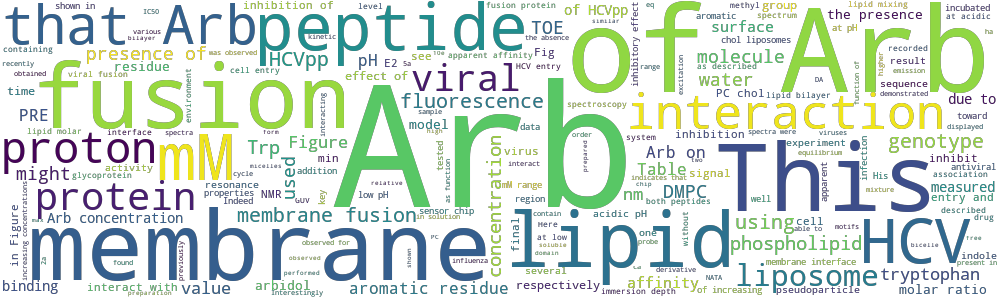 shown in
IC50
various
bilayer
inhibition of
level
fusion protein
kinetic
lipid mixing
similar
of HCVpp
eq
aromatic
methyl
spectrum
group
the presence
at pH
incubated
at acidic
that Arb
peptide
of Arb
TOE
the absence
surface
chol liposomes
range
containing
recently
obtained
presence of
HCVpp
pH
E2
5a
apparent affinity
see
Fig
HCV entry
inhibitory effect
molecule
as described
recorded
result
emission
higher
ha
residue
cell entry
effect of
viral
water
excitation
DA
function of
sequence
demonstrated
time
viral fusion
environment
fusion
interacting
fluorescence
spectroscopy
PC chol
lipid bilayer
interaction
due to
toward
displayed
PRE
lipid molar
interface
spectra
form
Trp
Figure
sample
model
high
data
order
prepared
system
inhibition
spectra were
viruses
experiment
equilibrium
genotype
proton
mM
micelles
min
addition
tested
as function
virus
interact
Arb on
two
indicates that
chip
Table
signal
both peptides
infection
His
mixture
inhibit
association
antiviral
might
activity
glycoprotein
cycle
resonance
properties
Indeed
NMR
used
key
GUV
relative
low pH
Arb
concentration
mM range
region
nm
DMPC
well
apparent
This
measured
entry and
described
drug
protein
in Figure
increasing concentrations
max
Arb concentration
membrane fusion
sensor chip
in solution
final
contain
Here
at low
soluble
domain
acidic pH
one
probe
without
using
cell
able to
motifs
phospholipid
HCV
bicelle
free
indole
present in
membrane
2a
found
previously
observed
observed for
performed
Interestingly
shown
PC
influenza
lipid
several
Ca
derivative
NATA
membrane interface
liposome
tryptophan
binding
interact with
preparation
value
arbidol
aromatic residue
respectively
immersion depth
affinity
of increasing
pseudoparticle
molar ratio